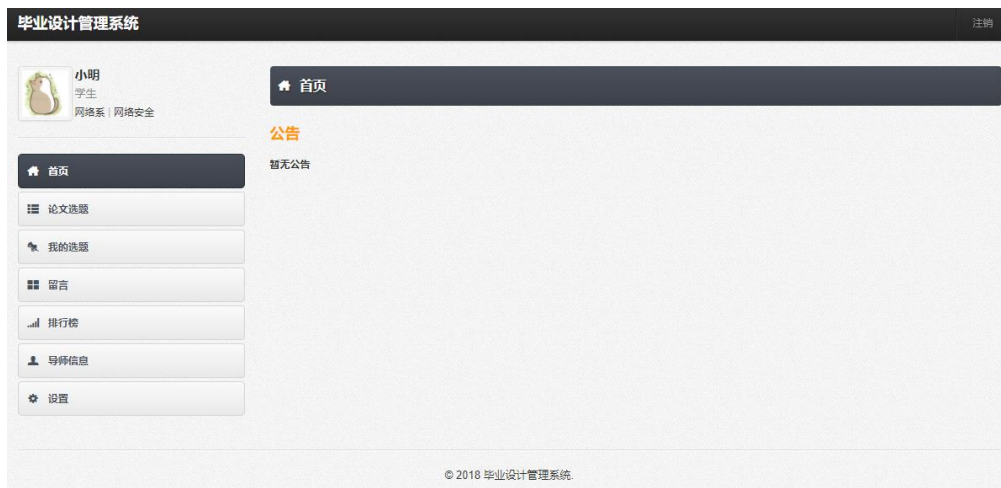 毕业设计管理系统
注销
小明
学生
网络系 | 网络安全
首页
论文选题
我的选题
留言
排行榜
导师信息
设置
首页
公告
暂无公告
© 2018 毕业设计管理系统.